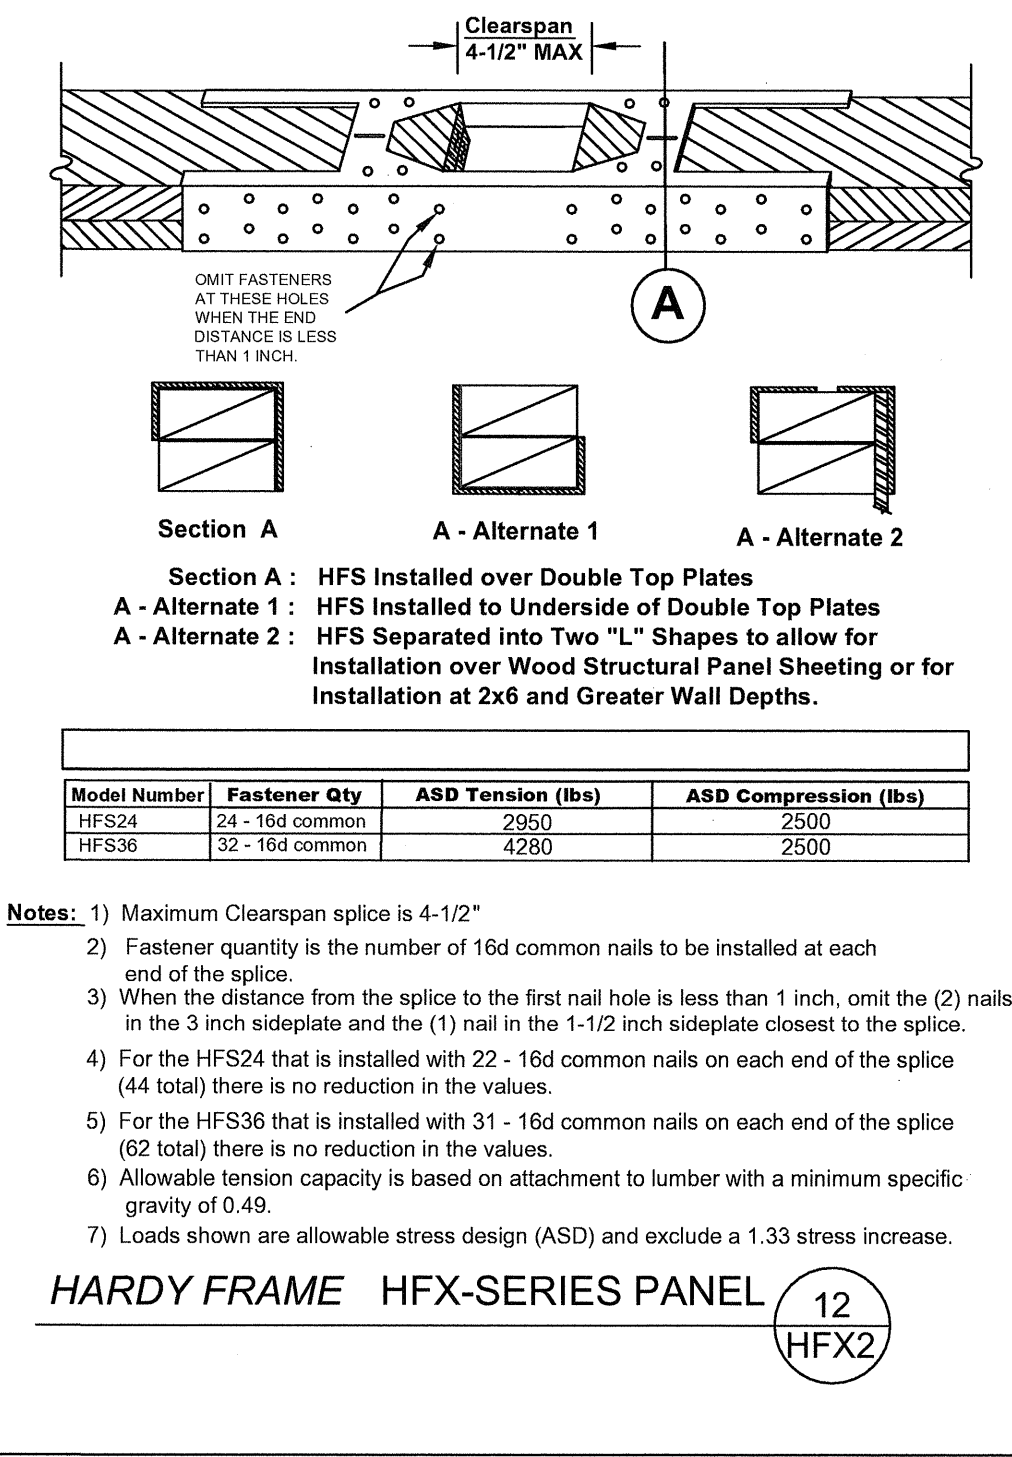 Clearspan
4-1/2" MAX
OMIT FASTENERS
AT THESE HOLES
WHEN THE END
DISTANCE IS LESS
THAN 1 INCH.
A
Section A
A - Alternate 1
A - Alternate 2
Section A : HFS Installed over Double Top Plates
A - Alternate 1 : HFS Installed to Underside of Double Top Plates
A - Alternate 2 : HFS Separated into Two "L" Shapes to allow for
Installation over Wood Structural Panel Sheeting or for
Installation at 2x6 and Greater Wall Depths.
Model Number Fastener Qty ASD Tension (lbs) ASD Compression (lbs)
HFS24 24 - 16d common 2950 2500
HFS36 32 - 16d common 4280 2500
Notes: 1) Maximum Clearspan splice is 4-1/2"
2) Fastener quantity is the number of 16d common nails to be installed at each
end of the splice.
3) When the distance from the splice to the first nail hole is less than 1 inch, omit the (2) nails
in the 3 inch sideplate and the (1) nail in the 1-1/2 inch sideplate closest to the splice.
4) For the HFS24 that is installed with 22 - 16d common nails on each end of the splice
(44 total) there is no reduction in the values.
5) For the HFS36 that is installed with 31 - 16d common nails on each end of the splice
(62 total) there is no reduction in the values.
6) Allowable tension capacity is based on attachment to lumber with a minimum specific
gravity of 0.49.
7) Loads shown are allowable stress design (ASD) and exclude a 1.33 stress increase.
HARDY FRAME HFX-SERIES PANEL
12
HFX2